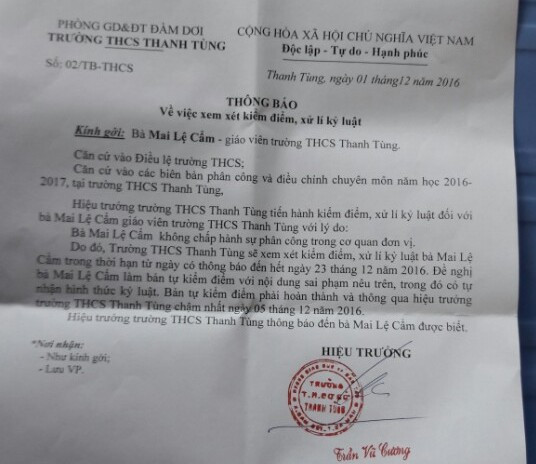 PHÒNG GD&ĐT ĐẦM DƠI
TRƯỜNG THCS THANH TÙNG
Số: 02/TB-THCS
CỘNG HÒA XÃ HỘI CHỦ NGHĨA VIỆT NAM
Độc lập - Tự do - Hạnh phúc
Thanh Tùng, ngày 01 tháng 12 năm 2016
THÔNG BÁO
Về việc xem xét kiểm điểm, xử lí kỷ luật
Kính gửi: Bà Mai Lệ Cẩm - giáo viên trường THCS Thanh Tùng.
Căn cứ vào Điều lệ trường THCS;
Căn cứ vào các biên bản phân công và điều chỉnh chuyên môn năm học 2016-
2017, tại trường THCS Thanh Tùng,
Hiệu trưởng trường THCS Thanh Tùng tiến hành kiểm điểm, xử lí kỷ luật đối với
bà Mai Lệ Cẩm giáo viên trường THCS Thanh Tùng với lý do:
Bà Mai Lệ Cẩm không chấp hành sự phân công trong cơ quan đơn vị.
Do đó, Trường THCS Thanh Tùng sẽ xem xét kiểm điểm, xử lí kỷ luật bà Mai Lệ
Cẩm trong thời hạn từ ngày có thông báo đến hết ngày 23 tháng 12 năm 2016. Đề nghị
bà Mai Lệ Cẩm làm bản tự kiểm điểm với nội dung sai phạm nêu trên, trong đó có tự
nhận hình thức kỷ luật. Bản tự kiểm điểm phải hoàn thành và thông qua hiệu trưởng
trường THCS Thanh Tùng chậm nhất ngày 05 tháng 12 năm 2016.
Hiệu trưởng trường THCS Thanh Tùng thông báo đến bà Mai Lệ Cẩm được biết.
*Nơi nhận:
- Như kính gởi;
- Lưu VP.
HIỆU TRƯỞNG
TRƯỜNG
T.H.CƠ SỞ
THANH TÙNG
Trần Vũ Cương